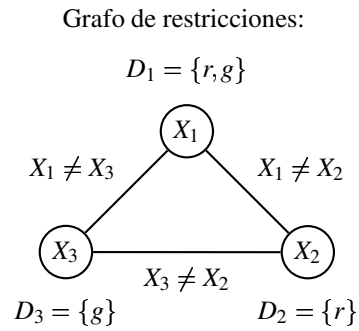 Grafo de restricciones:
D₁ = {r, g}
X₁
X₁ ≠ X₃
X₁ ≠ X₂
X₃
X₂
X₃ ≠ X₂
D₃ = {g}
D₂ = {r}